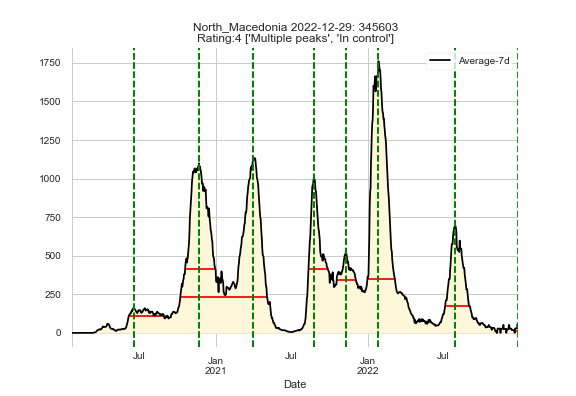 North_Macedonia 2022-12-29: 345603
Rating:4 ['Multiple peaks', 'In control']
Average-7d
1750
1500
1250
1000
750
500
250
0
Jul
Jan
2021
Jul
Jan
2022
Jul
Date